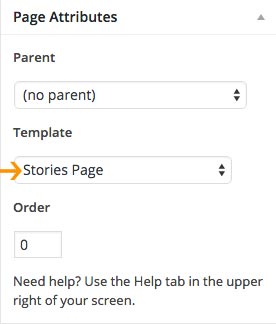 Page Attributes
Parent
(no parent)
Template
Stories Page
Order
0
Need help? Use the Help tab in the upper
right of your screen.